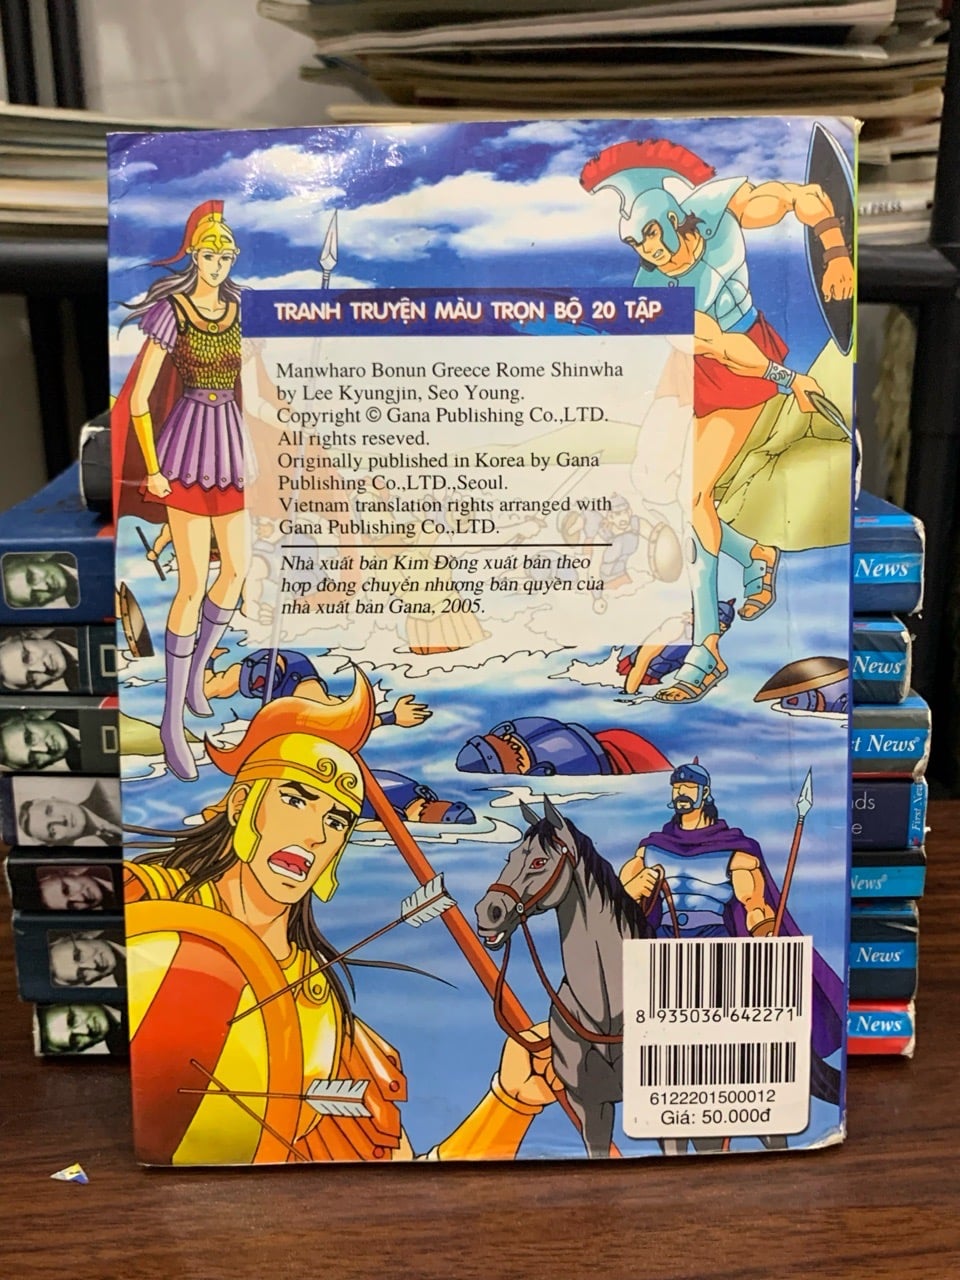 TRANH TRUYỆN MÀU TRỌN BỘ 20 TẬP
Manwharo Bonun Greece Rome Shinwha
by Lee Kyungjin, Seo Young.
Copyright © Gana Publishing Co.,LTD.
All rights reseved.
Originally published in Korea by Gana
Publishing Co.,LTD.,Seoul.
Vietnam translation rights arranged with
Gana Publishing Co.,LTD.
Nhà xuất bản Kim Đồng xuất bản theo
hợp đồng chuyển nhượng bản quyền của
nhà xuất bản Gana, 2005.
8 935036 642271
6122201500012
Giá: 50.000đ
PRESS
News
News
t News®
First News
News®
News
t News